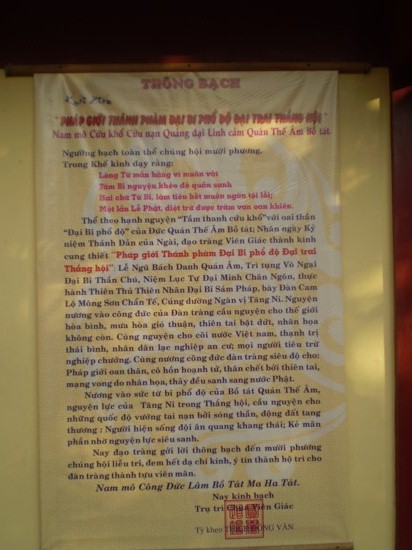 THÔNG BẠCH
"PHÁP GIỚI THÁNH PHÀM ĐẠI BI PHỔ ĐỘ ĐẠI TRAI THẮNG HỘI"
Nam mô Cứu khổ Cứu nạn Quảng đại Linh cảm Quán Thế Âm Bồ tát.
Ngưỡng bạch toàn thể chúng hội mười phương.
Trong Khế kinh dạy rằng:
Lòng Từ mẫn hằng vì muôn vật
Tâm Bi nguyện khéo độ quần sanh
Hai chữ Từ Bi, làm tiêu hết muôn ngàn tội lỗi;
Một lần Lễ Phật, diệt trừ được trăm vạn oan khiên.
Thể theo hạnh nguyện "Tầm thanh cứu khổ" với oai thần
"Đại Bi phổ độ" của Đức Quán Thế Âm Bồ tát; Nhân ngày Kỷ
niệm Thánh Đản của Ngài, đạo tràng Viên Giác thành kính
cung thiết "Pháp giới Thánh phàm Đại Bi phổ độ Đại trai
Thắng hội": Lễ Ngũ Bách Danh Quán Âm, Trì tụng Vô Ngại
Đại Bi Thần Chú, Niệm Lục Tự Đại Minh Chân Ngôn, thực
hành Thiên Thủ Thiên Nhãn Đại Bi Sám Pháp, bày Đàn Cam
Lộ Mông Sơn Chẩn Tế, Cúng dường Ngàn vị Tăng Ni. Nguyện
nương vào công đức của Đàn tràng cầu nguyện cho thế giới
hòa bình, mưa hòa gió thuận, thiên tai bặt dứt, nhân họa
không còn. Cúng nguyện cho cõi nước Việt nam, thạnh trị
thái bình, nhân dân lạc nghiệp an cư; mọi người tiêu trừ
nghiệp chướng. Cùng nương công đức đàn tràng siêu độ cho:
Pháp giới oan thân, cô hồn hoạnh tử, thân chết bởi thiên tai,
mạng vong do nhân họa, thảy đều sanh sang nước Phật.
Nương vào sức từ bi phổ độ của Bồ tát Quán Thế Âm,
nguyện lực của Tăng Ni trong Thắng hội, cầu nguyện cho
những quốc độ vướng tai nạn bởi sóng thần, động đất tang
thương : Người hiện sống đội ân quang khang thái; Kẻ mãn
phần nhờ nguyện lực siêu sanh.
Nay đạo tràng gởi lời thông bạch đến mười phương
chúng hội liễu tri, đem hết dạ chí kính, ý tín thành hộ trì cho
đàn tràng thành tựu viên mãn.
Nam mô Công Đức Lâm Bồ Tát Ma Ha Tát.
Nay kính bạch
Trụ trì Chùa Viên Giác
Tỳ kheo THÍCH ĐỒNG VĂN